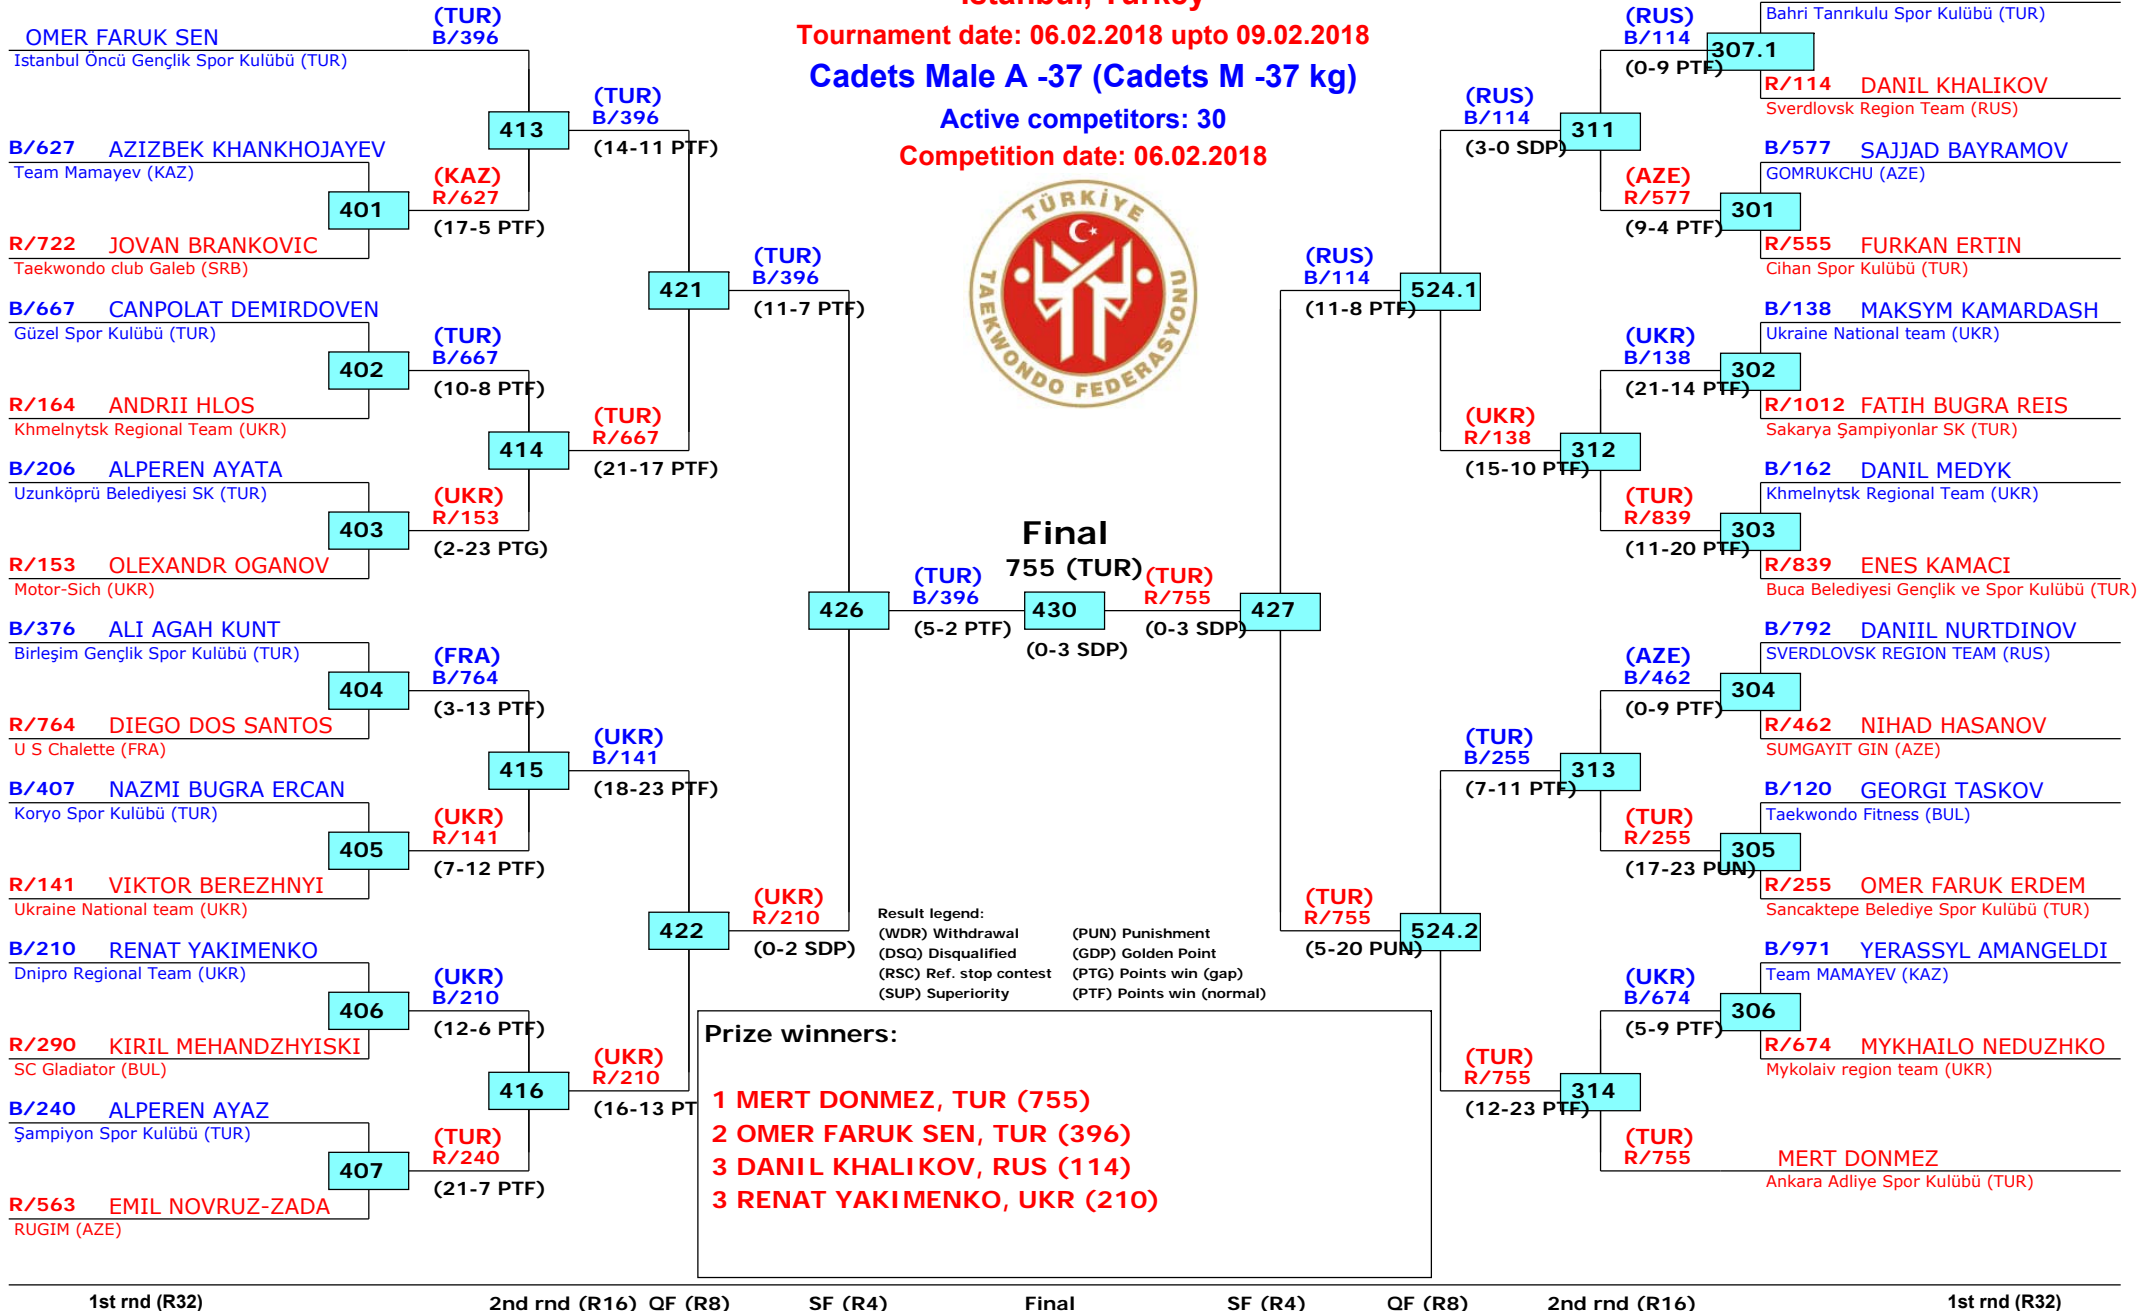 Istanbul, Turkey
Tournament date: 06.02.2018 upto 09.02.2018
Cadets Male A -37 (Cadets M -37 kg)
Active competitors: 30
Competition date: 06.02.2018
TÜRKİYE
TAEKWONDO FEDERASYONU
OMER FARUK SEN
Istanbul Öncü Gençlik Spor Kulübü (TUR)
B/627 AZIZBEK KHANKHOJAYEV
Team Mamayev (KAZ)
401
R/722 JOVAN BRANKOVIC
Taekwondo club Galeb (SRB)
B/667 CANPOLAT DEMIRDOVEN
Güzel Spor Kulübü (TUR)
402
R/164 ANDRII HLOS
Khmelnytsk Regional Team (UKR)
B/206 ALPEREN AYATA
Uzunköprü Belediyesi SK (TUR)
403
R/153 OLEXANDR OGANOV
Motor-Sich (UKR)
B/376 ALI AGAH KUNT
Birleşim Gençlik Spor Kulübü (TUR)
404
R/764 DIEGO DOS SANTOS
U S Chalette (FRA)
B/407 NAZMI BUGRA ERCAN
Koryo Spor Kulübü (TUR)
405
R/141 VIKTOR BEREZHNYI
Ukraine National team (UKR)
B/210 RENAT YAKIMENKO
Dnipro Regional Team (UKR)
406
R/290 KIRIL MEHANDZHYISKI
SC Gladiator (BUL)
B/240 ALPEREN AYAZ
Şampiyon Spor Kulübü (TUR)
407
R/563 EMIL NOVRUZ-ZADA
RUGIM (AZE)
(TUR)
B/396
413
(KAZ)
R/627
(17-5 PTF)
(TUR)
B/667
(10-8 PTF)
414
(UKR)
R/153
(2-23 PTG)
(FRA)
B/764
(3-13 PTF)
415
(UKR)
R/141
(7-12 PTF)
(UKR)
B/210
(12-6 PTF)
416
(TUR)
R/240
(21-7 PTF)
(TUR)
B/396
(14-11 PTF)
421
(TUR)
R/667
(21-17 PTF)
(UKR)
B/141
(18-23 PTF)
422
(UKR)
R/210
(16-13 PT
(TUR)
B/396
(11-7 PTF)
426
(UKR)
R/210
(0-2 SDP)
(TUR)
B/396
(5-2 PTF)
Final
755 (TUR)
430
(0-3 SDP)
(TUR)
R/755
(0-3 SDP)
427
(RUS)
B/114
(11-8 PTF)
524.1
(TUR)
R/755
(5-20 PUN)
524.2
(RUS)
B/114
(3-0 SDP)
311
(UKR)
R/138
(15-10 PTF)
312
(TUR)
B/255
(7-11 PTF)
313
(TUR)
R/755
(12-23 PTF)
314
(RUS)
B/114
(0-9 PTF)
307.1
(AZE)
R/577
(9-4 PTF)
301
(UKR)
B/138
(21-14 PTF)
302
(TUR)
R/839
(11-20 PTF)
303
(AZE)
B/462
(0-9 PTF)
304
(TUR)
R/255
(17-23 PUN)
305
(UKR)
B/674
(5-9 PTF)
306
(TUR)
R/755
Bahri Tanrıkulu Spor Kulübü (TUR)
R/114 DANIL KHALIKOV
Sverdlovsk Region Team (RUS)
B/577 SAJJAD BAYRAMOV
GOMRUKCHU (AZE)
R/555 FURKAN ERTIN
Cihan Spor Kulübü (TUR)
B/138 MAKSYM KAMARDASH
Ukraine National team (UKR)
R/1012 FATIH BUGRA REIS
Sakarya Şampiyonlar SK (TUR)
B/162 DANIL MEDYK
Khmelnytsk Regional Team (UKR)
R/839 ENES KAMACI
Buca Belediyesi Gençlik ve Spor Kulübü (TUR)
B/792 DANIIL NURTDINOV
SVERDLOVSK REGION TEAM (RUS)
R/462 NIHAD HASANOV
SUMGAYIT GIN (AZE)
B/120 GEORGI TASKOV
Taekwondo Fitness (BUL)
R/255 OMER FARUK ERDEM
Sancaktepe Belediye Spor Kulübü (TUR)
B/971 YERASSYL AMANGELDI
Team MAMAYEV (KAZ)
R/674 MYKHAILO NEDUZHKO
Mykolaiv region team (UKR)
MERT DONMEZ
Ankara Adliye Spor Kulübü (TUR)
Result legend:
(WDR) Withdrawal (PUN) Punishment
(DSQ) Disqualified (GDP) Golden Point
(RSC) Ref. stop contest (PTG) Points win (gap)
(SUP) Superiority (PTF) Points win (normal)
Prize winners:
1 MERT DONMEZ, TUR (755)
2 OMER FARUK SEN, TUR (396)
3 DANIL KHALIKOV, RUS (114)
3 RENAT YAKIMENKO, UKR (210)
1st rnd (R32) 2nd rnd (R16) QF (R8) SF (R4) Final SF (R4) QF (R8) 2nd rnd (R16) 1st rnd (R32)